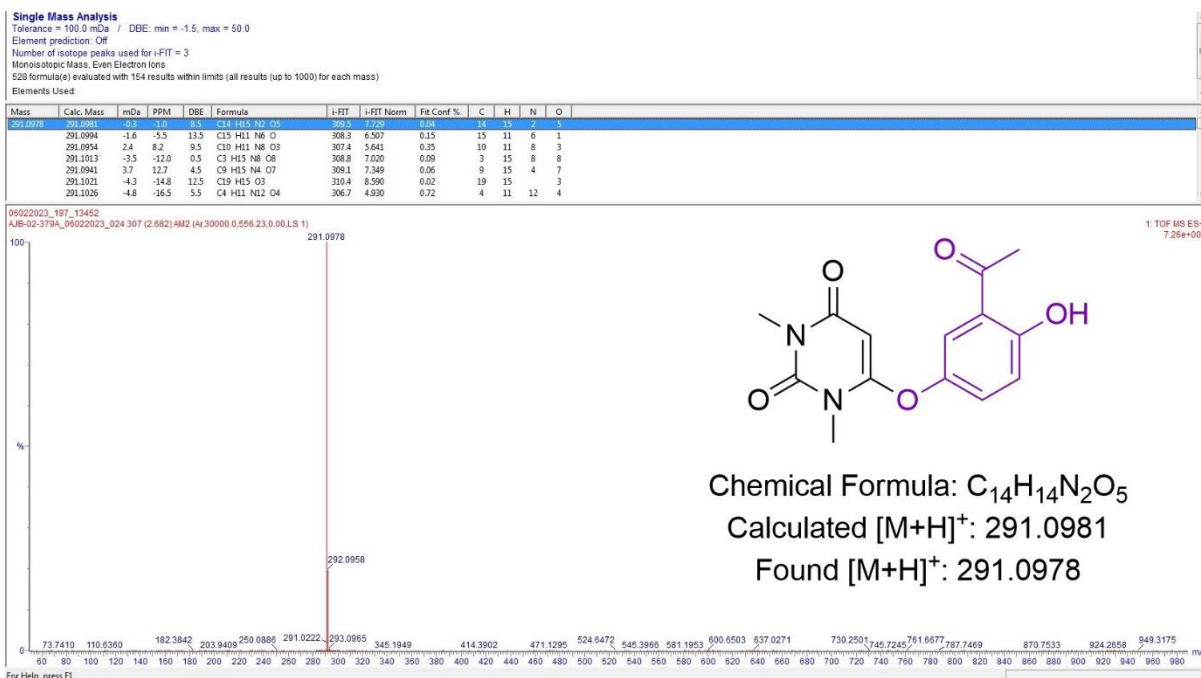 Single Mass Analysis
Tolerance = 100.0 mDa / DBE: min = -1.5, max = 50.0
Element prediction: Off
Number of isotope peaks used for i-FIT = 3
Monoisotopic Mass, Even Electron Ions
528 formula(e) evaluated with 154 results within limits (all results (up to 1000) for each mass)
Elements Used:
Mass Calc. Mass mDa PPM DBE Formula i-FIT i-FIT Norm Fit Conf % C H N O
291.0978 291.0981 -0.3 -1.0 8.5 C14 H15 N2 O5 309.5 7.729 0.04 14 15 2 5
291.0994 -1.6 -5.5 13.5 C15 H11 N6 O 308.3 6.507 0.15 15 11 6 1
291.0954 2.4 8.2 9.5 C10 H11 N8 O3 307.4 5.641 0.35 10 11 8 3
291.1013 -3.5 -12.0 0.5 C3 H15 N8 O8 308.8 7.020 0.09 3 15 8 8
291.0941 3.7 12.7 4.5 C9 H15 N4 O7 309.1 7.349 0.06 9 15 4 7
291.1021 -4.3 -14.8 12.5 C19 H15 O3 310.4 8.590 0.02 19 15 3
291.1026 -4.8 -16.5 5.5 C4 H11 N12 O4 306.7 4.930 0.72 4 11 12 4
06022023_197_13452
AJB-02-379A_06022023_024 307 (2.682) AM2 (Ar,30000.0,556.23,0.00,LS 1)
1: TOF MS ES+
7.26e+00
100
291.0978
O
O
OH
N
O
N
O
%
Chemical Formula: C₁₄H₁₄N₂O₅
Calculated [M+H]⁺: 291.0981
Found [M+H]⁺: 291.0978
292.0958
73.7410 110.6360 182.3842 203.9409 250.0886 291.0222 293.0965 345.1949 414.3902 471.1295 524.6472 545.3966 581.1953 600.6503 637.0271 730.2501 745.7245 761.6677 787.7469 870.7533 924.2658 949.3175
0
60 80 100 120 140 160 180 200 220 240 260 280 300 320 340 360 380 400 420 440 460 480 500 520 540 560 580 600 620 640 660 680 700 720 740 760 780 800 820 840 860 880 900 920 940 960 980
For Help, press F1